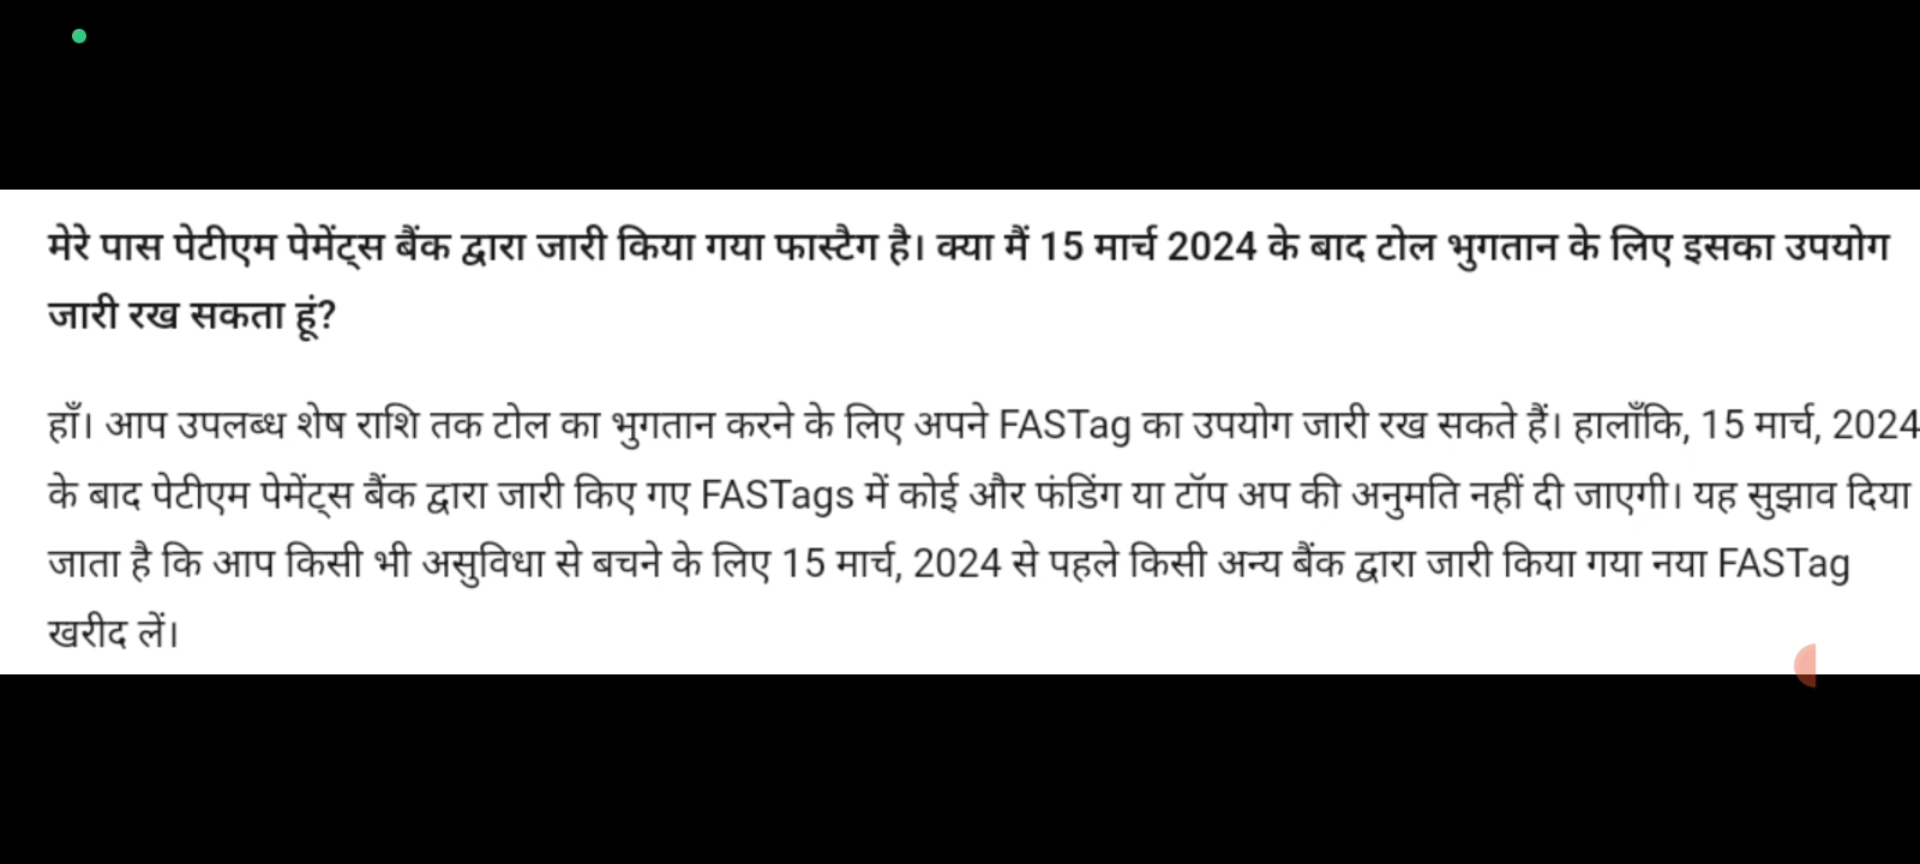 मेरे पास पेटीएम पेमेंट्स बैंक द्वारा जारी किया गया फास्टैग है। क्या मैं 15 मार्च 2024 के बाद टोल भुगतान के लिए इसका उपयोग
जारी रख सकता हूं?
हाँ। आप उपलब्ध शेष राशि तक टोल का भुगतान करने के लिए अपने FASTag का उपयोग जारी रख सकते हैं। हालाँकि, 15 मार्च, 2024
के बाद पेटीएम पेमेंट्स बैंक द्वारा जारी किए गए FASTags में कोई और फंडिंग या टॉप अप की अनुमति नहीं दी जाएगी। यह सुझाव दिया
जाता है कि आप किसी भी असुविधा से बचने के लिए 15 मार्च, 2024 से पहले किसी अन्य बैंक द्वारा जारी किया गया नया FASTag
खरीद लें।